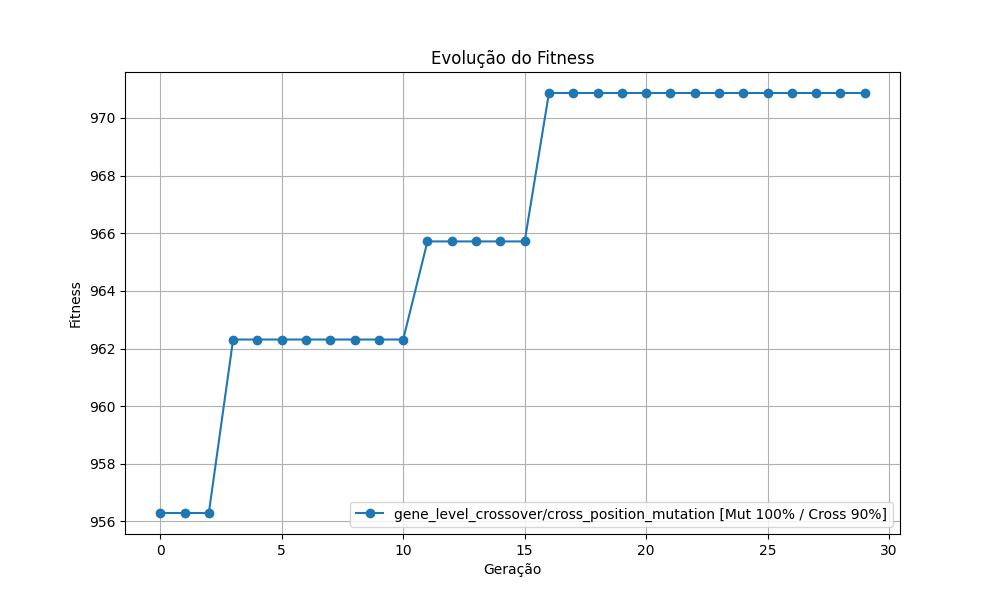 Evolução do Fitness
Fitness
970
968
966
964
962
960
958
956
gene_level_crossover/cross_position_mutation [Mut 100% / Cross 90%]
0 5 10 15 20 25 30
Geração